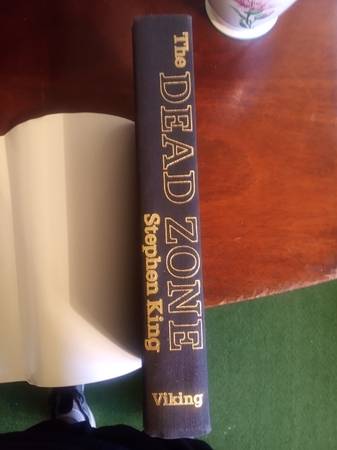 The DEAD ZONE
Stephen King
Viking